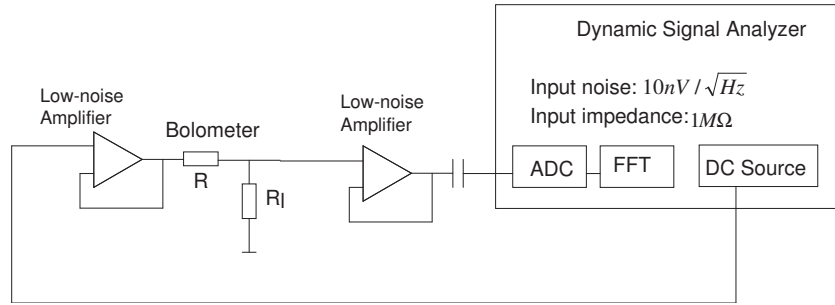 Dynamic Signal Analyzer
Input noise: 10nV / √Hz
Input impedance: 1MΩ
Low-noise
Amplifier
Bolometer
R
Rl
Low-noise
Amplifier
ADC
FFT
DC Source